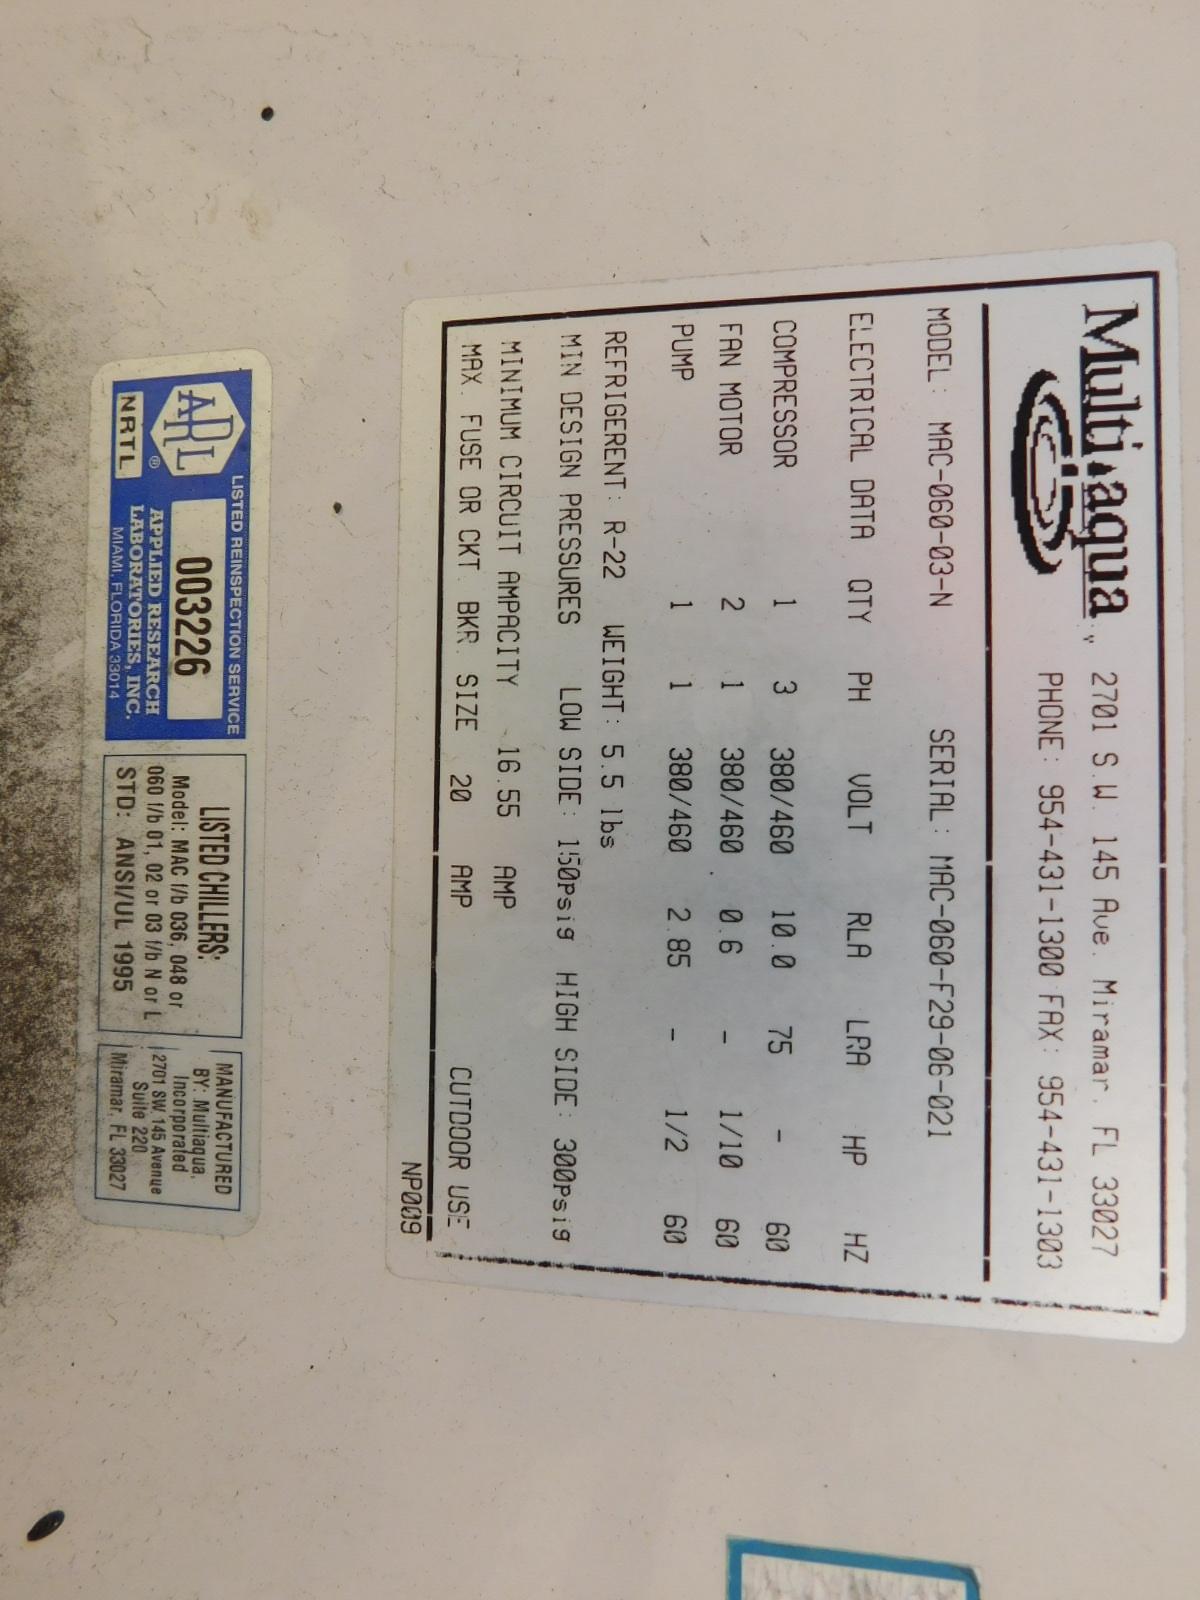 Multiaqua, 2701 S.W. 145 Ave. Miramar, FL 33027
PHONE: 954-431-1300 FAX: 954-431-1303
MODEL: MAC-060-03-N SERIAL: MAC-060-F29-06-021
ELECTRICAL DATA QTY PH VOLT RLA LRA HP HZ
COMPRESSOR 1 3 380/460 10.0 75 - 60
FAN MOTOR 2 1 380/460 0.6 - 1/10 60
PUMP 1 1 380/460 2.85 - 1/2 60
REFRIGERENT: R-22 WEIGHT: 5.5 lbs
MIN DESIGN PRESSURES LOW SIDE: 150psig HIGH SIDE: 300psig
MINIMUM CIRCUIT AMPACITY 16.55 AMP
MAX. FUSE OR CKT. BKR. SIZE 20 AMP OUTDOOR USE
NP009
LISTED REINSPECTION SERVICE
ARL ®
NRTL
003226
APPLIED RESEARCH
LABORATORIES, INC.
MIAMI, FLORIDA 33014
LISTED CHILLERS:
Model: MAC f/b 036, 048 or
060 f/b 01, 02 or 03 f/b N or L
STD: ANSI/UL 1995
MANUFACTURED
BY: Multiaqua,
Incorporated
2701 SW 145 Avenue
Suite 220
Miramar, FL 33027